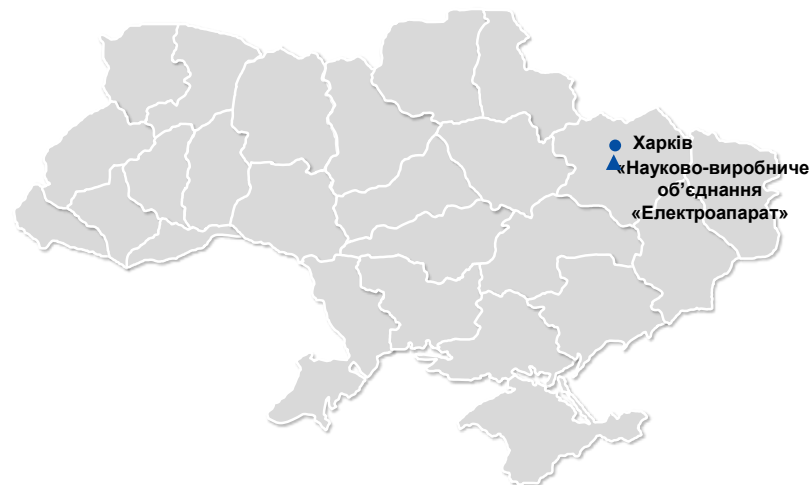 Харків
«Науково-виробниче
об’єднання
«Електроапарат»